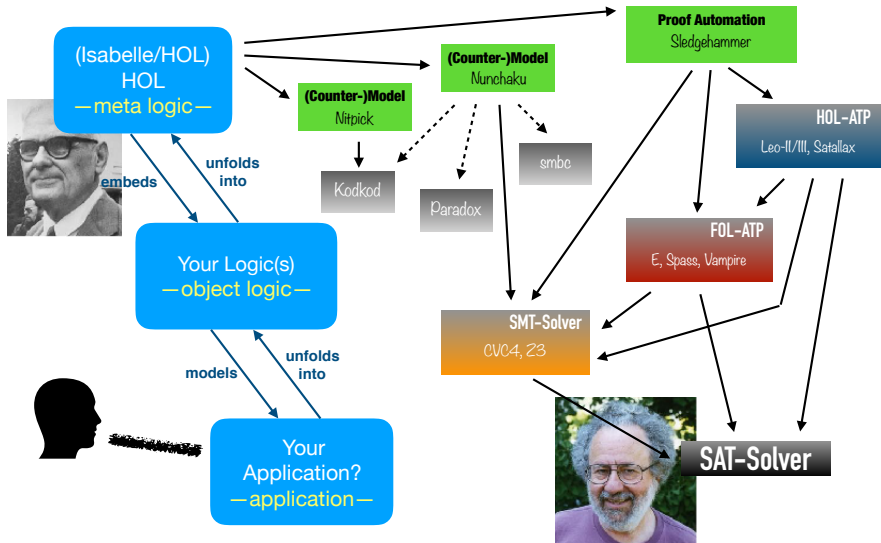 (Isabelle/HOL)
HOL
—meta logic—
Proof Automation
Sledgehammer
(Counter-)Model
Nunchaku
(Counter-)Model
Nitpick
HOL-ATP
Leo-II/III, Satallax
embeds
unfolds
into
Kodkod
Paradox
smbc
Your Logic(s)
—object logic—
FOL-ATP
E, Spass, Vampire
SMT-Solver
CVC4, Z3
models
unfolds
into
Your
Application?
—application—
SAT-Solver